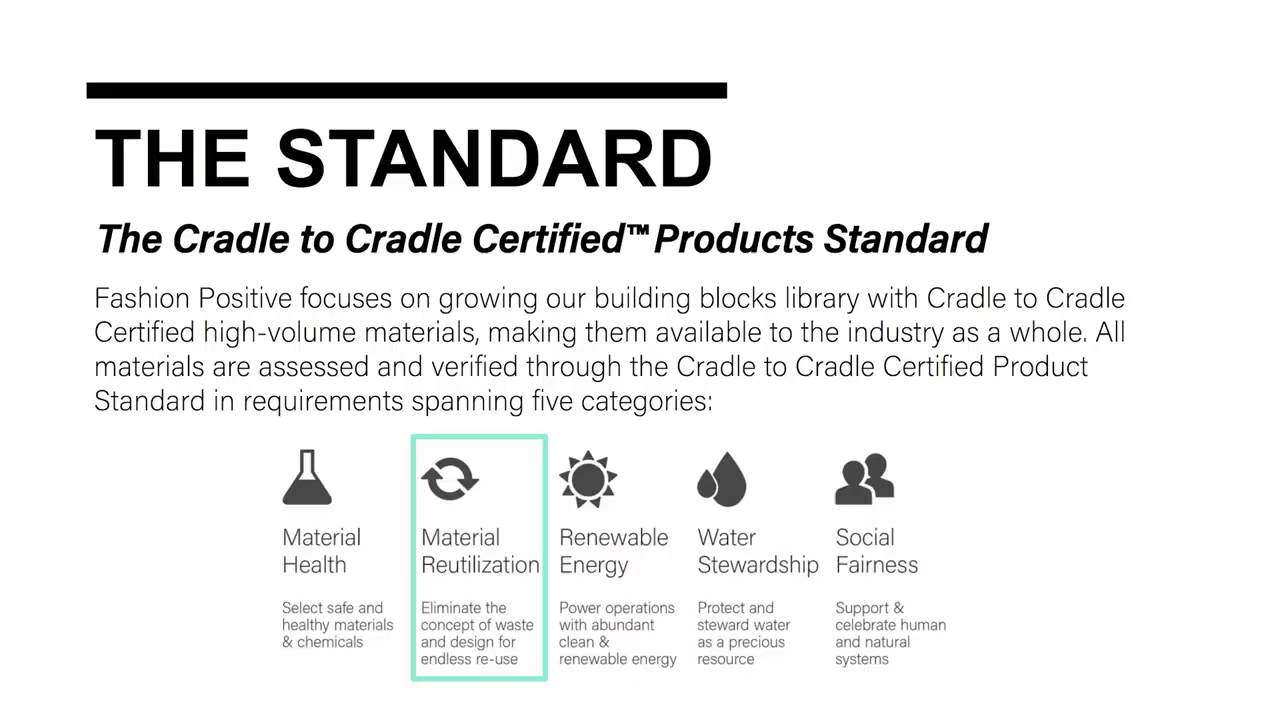 THE STANDARD
The Cradle to Cradle Certified™ Products Standard
Fashion Positive focuses on growing our building blocks library with Cradle to Cradle
Certified high-volume materials, making them available to the industry as a whole. All
materials are assessed and verified through the Cradle to Cradle Certified Product
Standard in requirements spanning five categories:
Material
Health
Select safe and
healthy materials
& chemicals
Material
Reutilization
Eliminate the
concept of waste
and design for
endless re-use
Renewable
Energy
Power operations
with abundant
clean &
renewable energy
Water
Stewardship
Protect and
steward water
as a precious
resource
Social
Fairness
Support &
celebrate human
and natural
systems